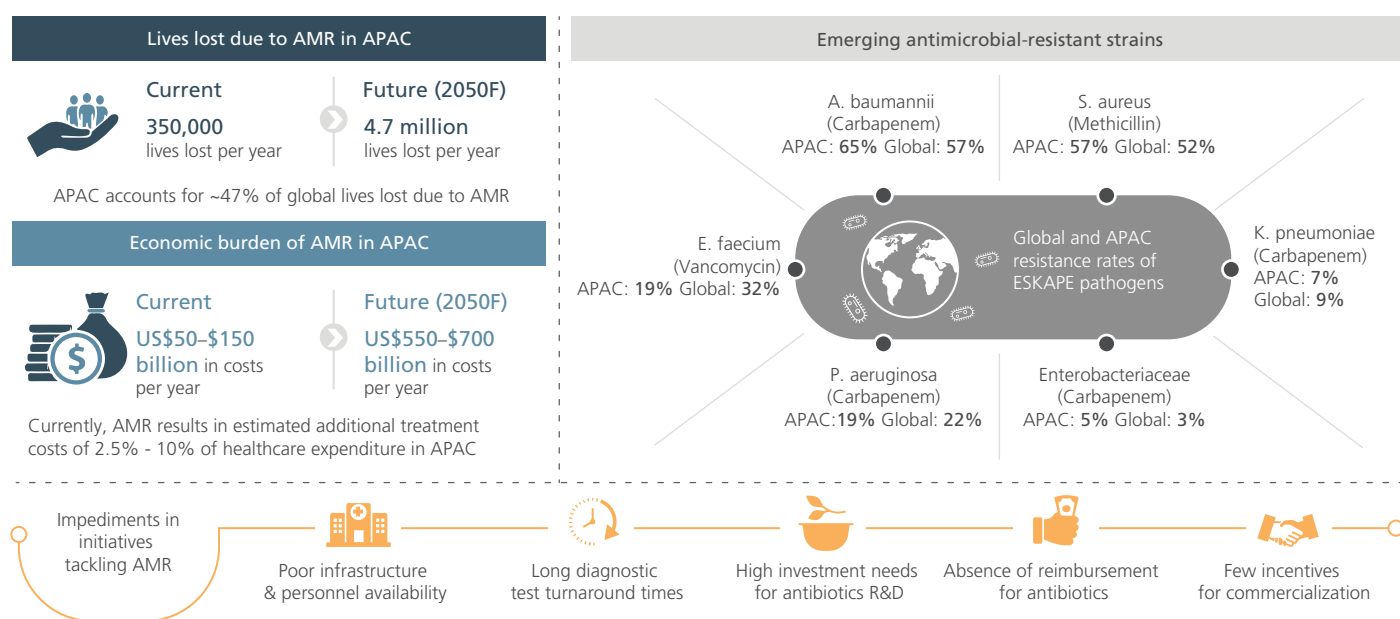 Lives lost due to AMR in APAC
Current
350,000
lives lost per year
Future (2050F)
4.7 million
lives lost per year
APAC accounts for ~47% of global lives lost due to AMR
Economic burden of AMR in APAC
Current
US$50–$150
billion in costs
per year
Future (2050F)
US$550–$700
billion in costs
per year
$
Currently, AMR results in estimated additional treatment
costs of 2.5% - 10% of healthcare expenditure in APAC
Emerging antimicrobial-resistant strains
A. baumannii
(Carbapenem)
APAC: 65% Global: 57%
S. aureus
(Methicillin)
APAC: 57% Global: 52%
E. faecium
(Vancomycin)
APAC: 19% Global: 32%
Global and APAC
resistance rates of
ESKAPE pathogens
K. pneumoniae
(Carbapenem)
APAC: 7%
Global: 9%
P. aeruginosa
(Carbapenem)
APAC:19% Global: 22%
Enterobacteriaceae
(Carbapenem)
APAC: 5% Global: 3%
Impediments in
initiatives
tackling AMR
Poor infrastructure
& personnel availability
Long diagnostic
test turnaround times
High investment needs
for antibiotics R&D
Absence of reimbursement
for antibiotics
Few incentives
for commercialization